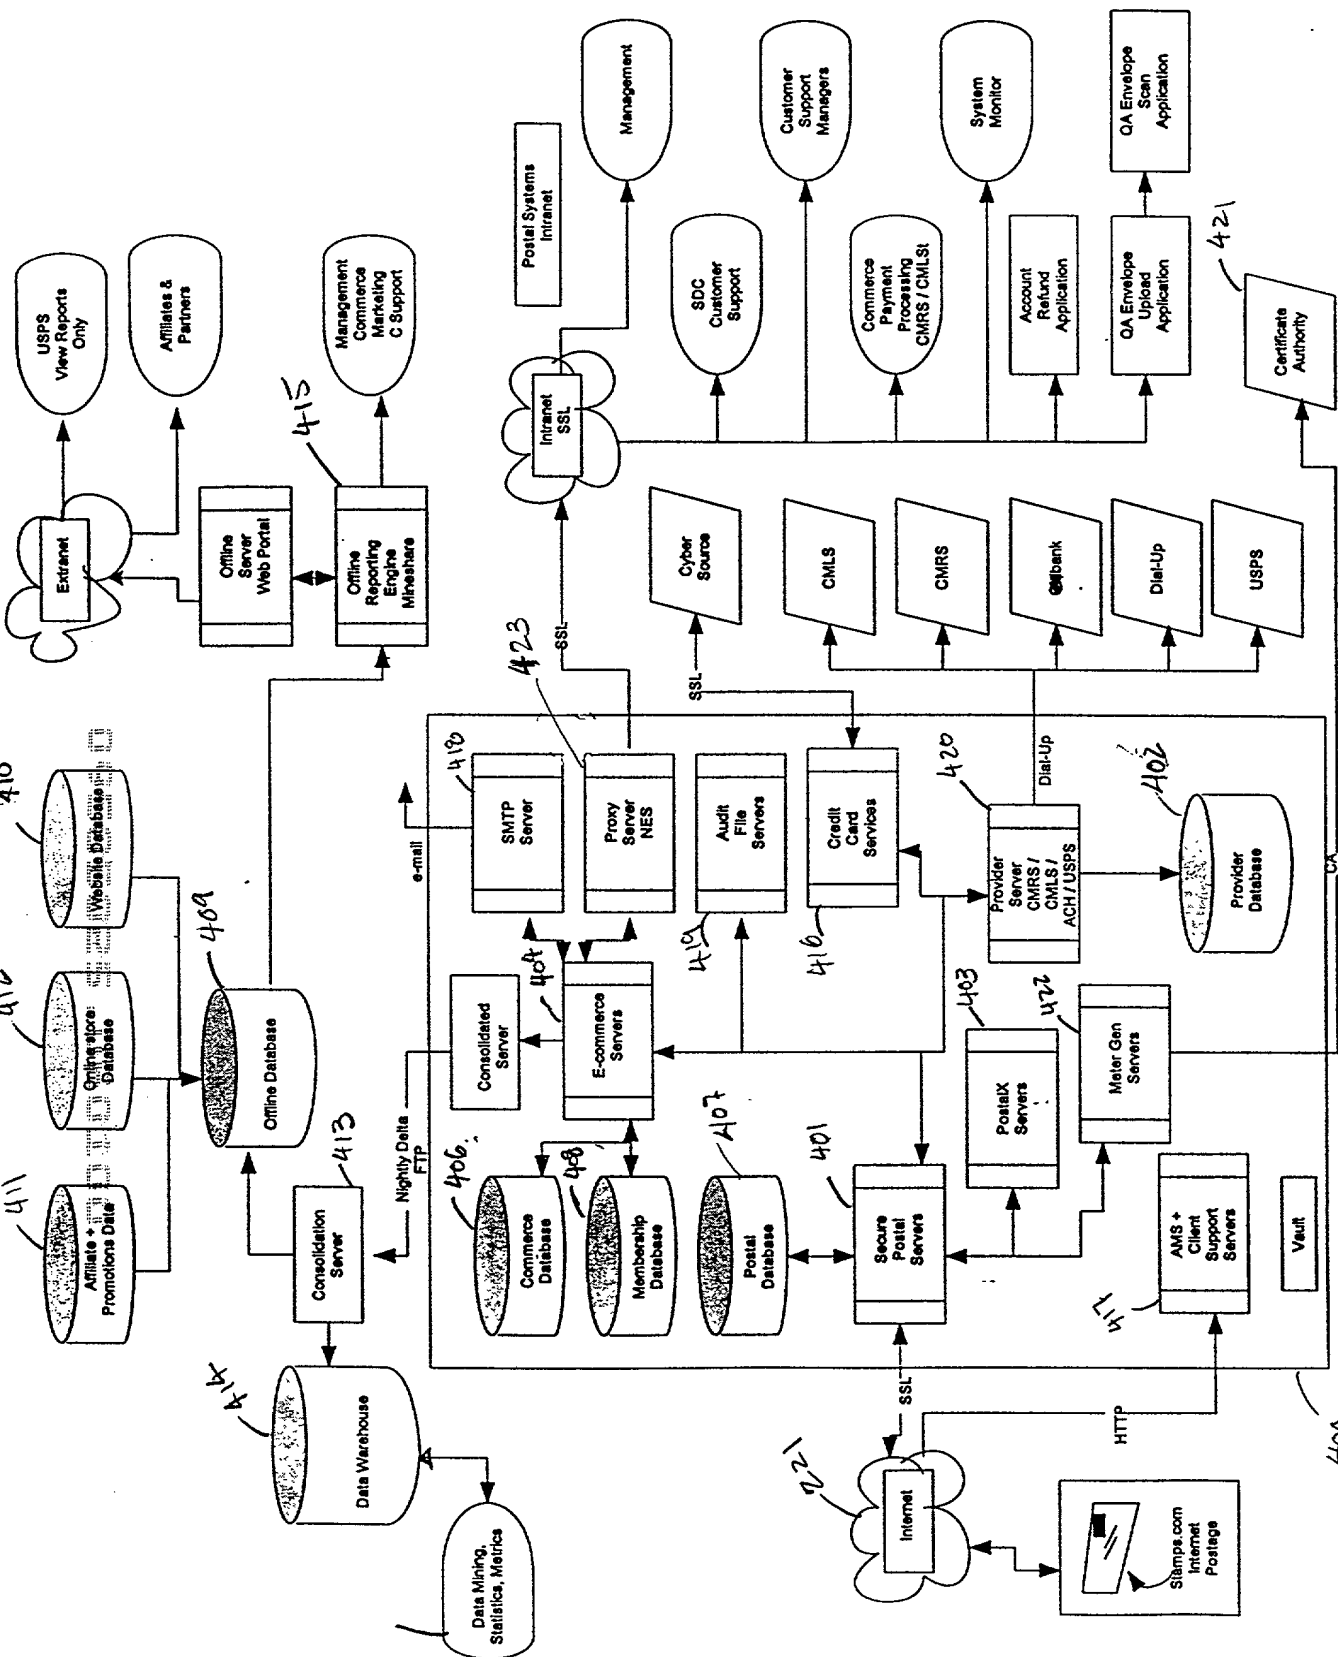 USPS
View Reports
Only
Affiliates &
Partners
Management
Commerce
Marketing
C Support
415
Extranet
Offline
Server
Web Portal
Offline
Reporting
Engine
Mineshare
Postal Systems
Intranet
Management
Customer
Support
Managers
System
Monitor
QA Envelope
Scan
Application
SDC
Customer
Support
Commerce
Payment
Processing
CMRS / CMLSt
Account
Refund
Application
QA Envelope
Upload
Application
421
Certificate
Authority
Intranet
SSL
SSL
Cyber
Source
CMLS
CMRS
Dial-Up
USPS
SSL
Dial-Up
CA
410
Website Database
Online store
Database
411
Affiliate +
Promotions Data
409
Offline Database
413
Consolidation
Server
414
Data Warehouse
Data Mining,
Statistics, Metrics
Nightly Delta
FTP
e-mail
418
SMTP
Server
423
Proxy
Server
NES
Audit
File
Servers
419
Credit
Card
Services
416
420
Provider
Server
CMRS /
CMLS /
ACH / USPS
402
Provider
Database
Consolidated
Server
404
E-commerce
Servers
406
Commerce
Database
408
Membership
Database
407
Postal
Database
401
Secure
Postal
Servers
403
PostalX
Servers
422
Meter Gen
Servers
AMS +
Client
Support
Servers
417
Vault
SSL
HTTP
221
Internet
Stamps.com
Internet
Postage